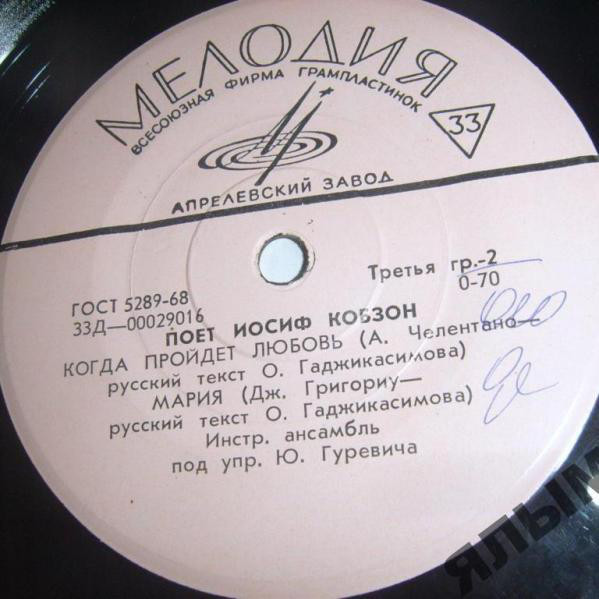 МЕЛОДИЯ
ВСЕСОЮЗНАЯ ФИРМА ГРАМПЛАСТИНОК
33
АПРЕЛЕВСКИЙ ЗАВОД
Третья гр.-2
0-70
ГОСТ 5289-68
33Д—00029016
ПОЕТ ИОСИФ КОБЗОН
КОГДА ПРОЙДЕТ ЛЮБОВЬ (А. Челентано—
русский текст О. Гаджикасимова)
МАРИЯ (Дж. Григориу—
русский текст О. Гаджикасимова)
Инстр. ансамбль
под упр. Ю. Гуревича
ЯЛЫМ